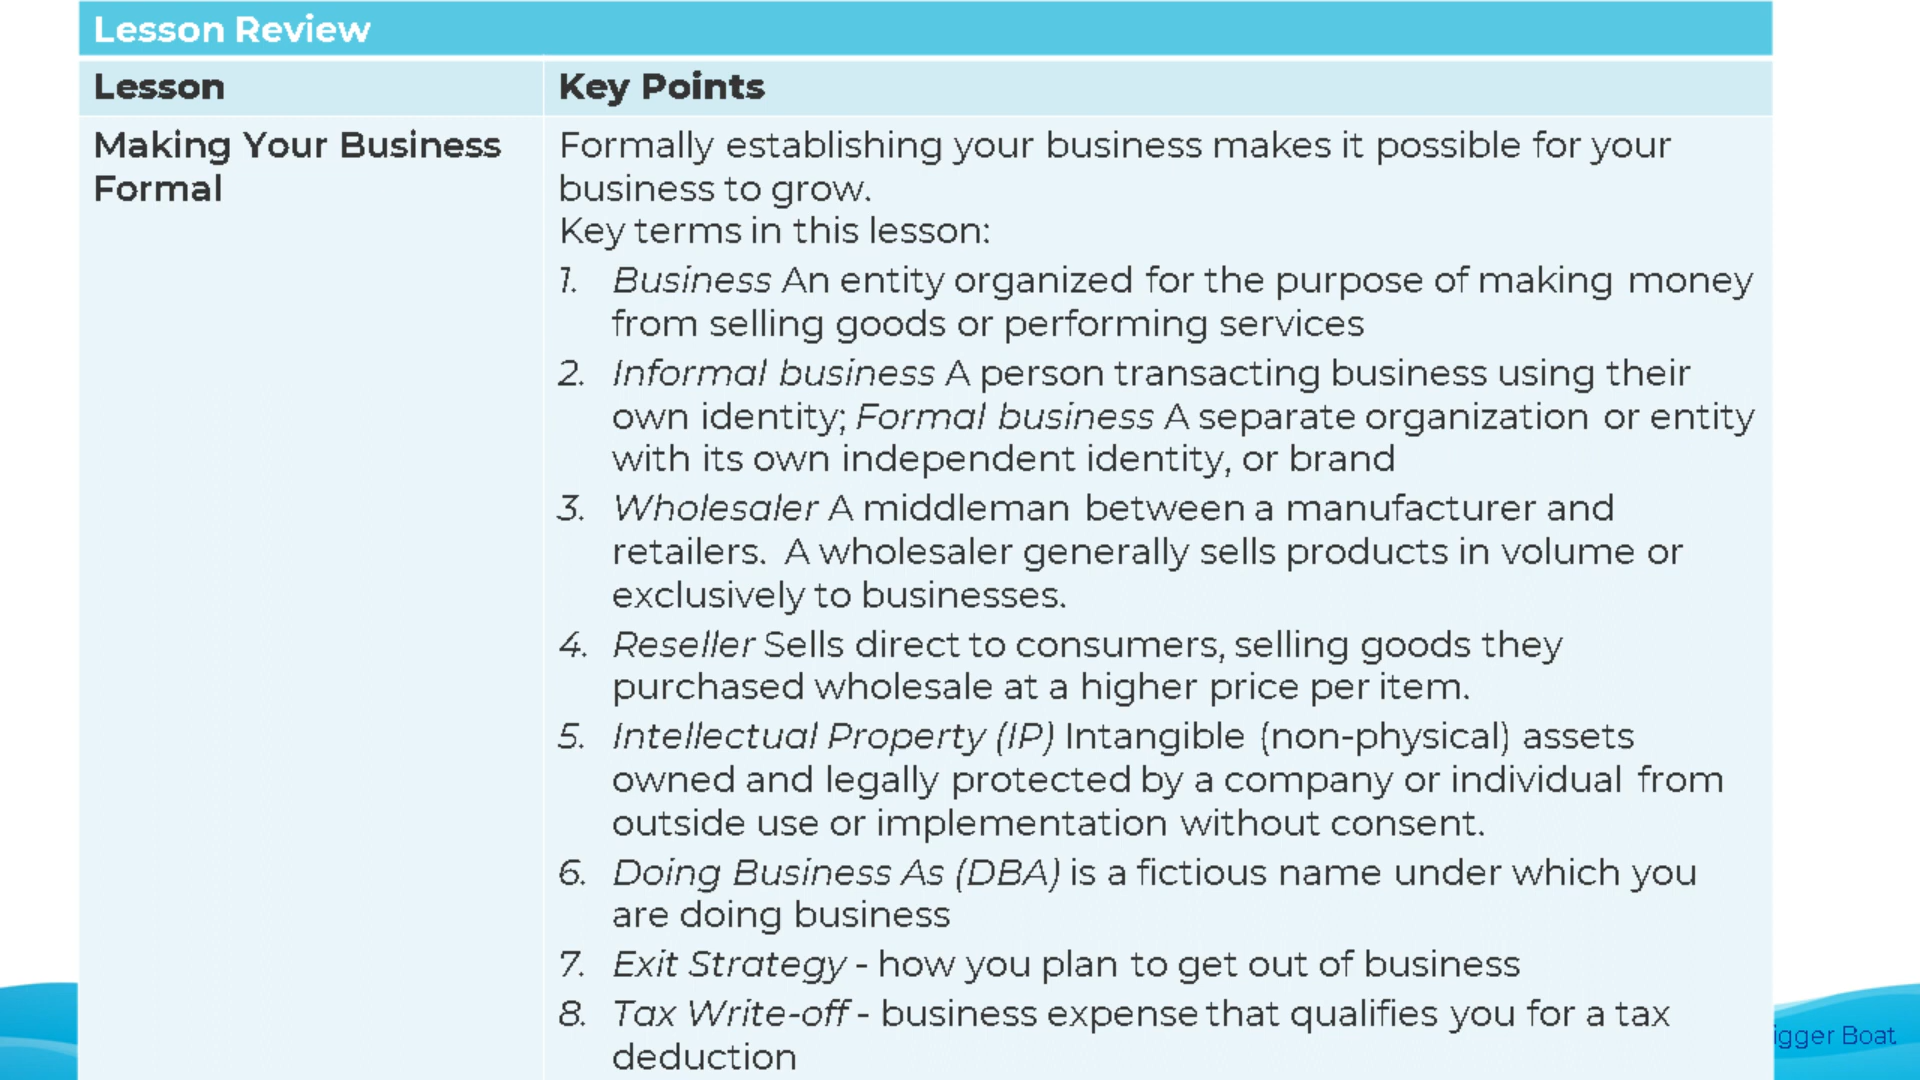 Lesson Review
Lesson
Key Points
Making Your Business
Formal
Formally establishing your business makes it possible for your
business to grow.
Key terms in this lesson:
1. Business An entity organized for the purpose of making money
from selling goods or performing services
2. Informal business A person transacting business using their
own identity; Formal business A separate organization or entity
with its own independent identity, or brand
3. Wholesaler A middleman between a manufacturer and
retailers. A wholesaler generally sells products in volume or
exclusively to businesses.
4. Reseller Sells direct to consumers, selling goods they
purchased wholesale at a higher price per item.
5. Intellectual Property (IP) Intangible (non-physical) assets
owned and legally protected by a company or individual from
outside use or implementation without consent.
6. Doing Business As (DBA) is a fictious name under which you
are doing business
7. Exit Strategy - how you plan to get out of business
8. Tax Write-off - business expense that qualifies you for a tax
deduction
igger Boat